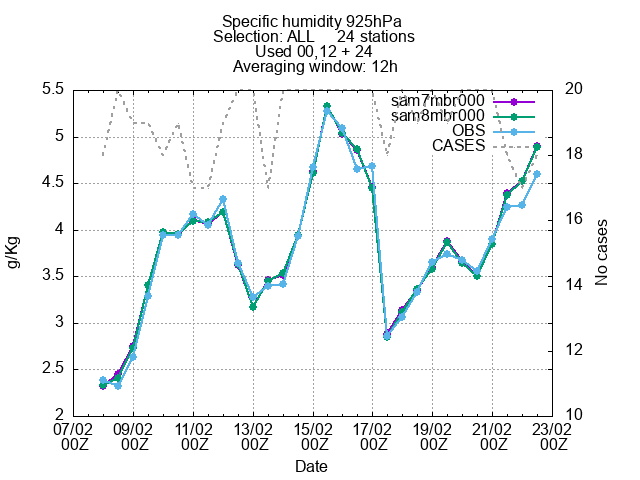 Specific humidity 925hPa
Selection: ALL 24 stations
Used 00,12 + 24
Averaging window: 12h
sam7mbr000
sam8mbr000
OBS
CASES
5.5
5
4.5
4
3.5
3
2.5
2
g/Kg
20
18
16
14
12
10
No cases
07/02 09/02 11/02 13/02 15/02 17/02 19/02 21/02 23/02
00Z 00Z 00Z 00Z 00Z 00Z 00Z 00Z 00Z
Date